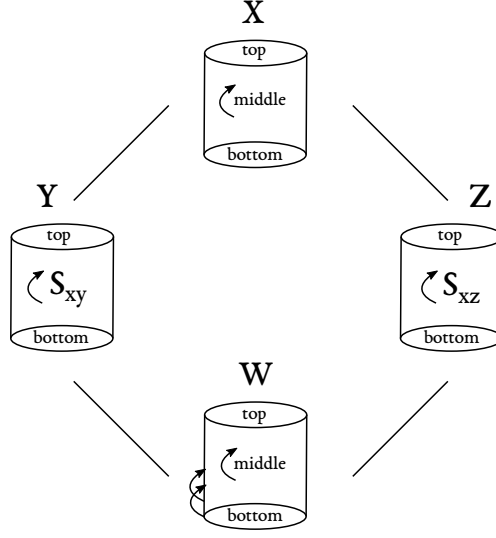 X
top
middle
bottom
Y
Z
top
top
S_xy
S_xz
bottom
bottom
W
top
middle
bottom